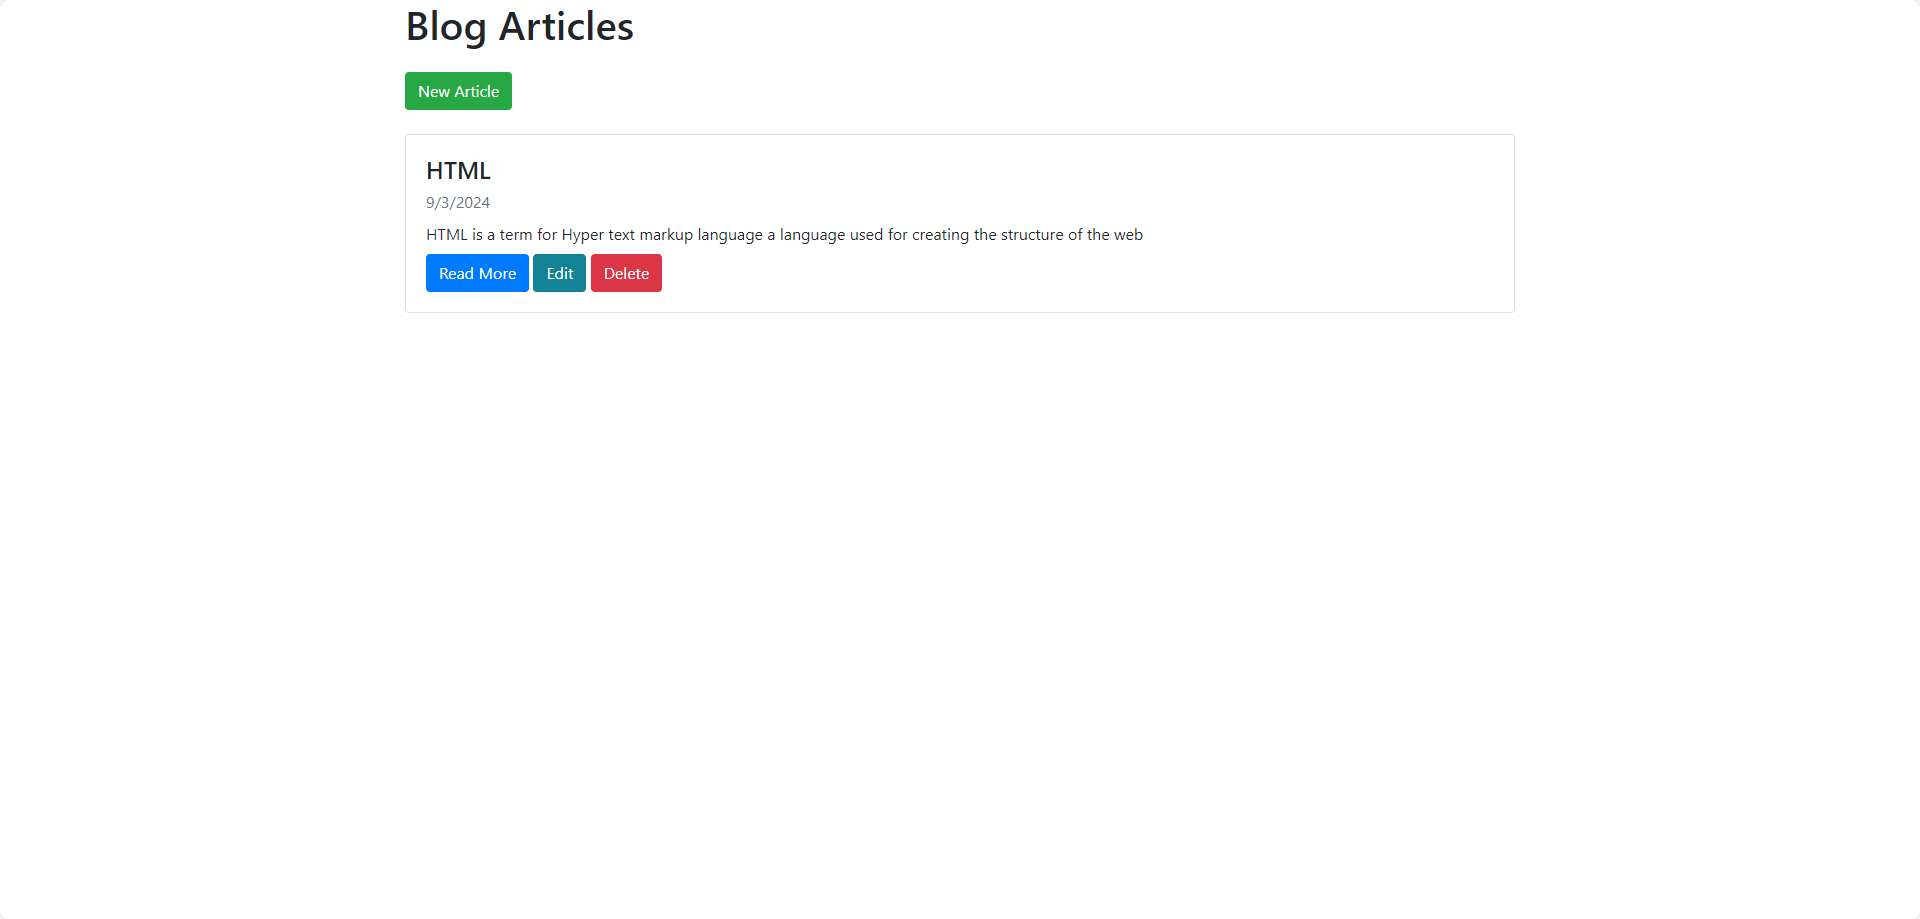 Blog Articles
New Article
HTML
9/3/2024
HTML is a term for Hyper text markup language a language used for creating the structure of the web
Read More Edit Delete